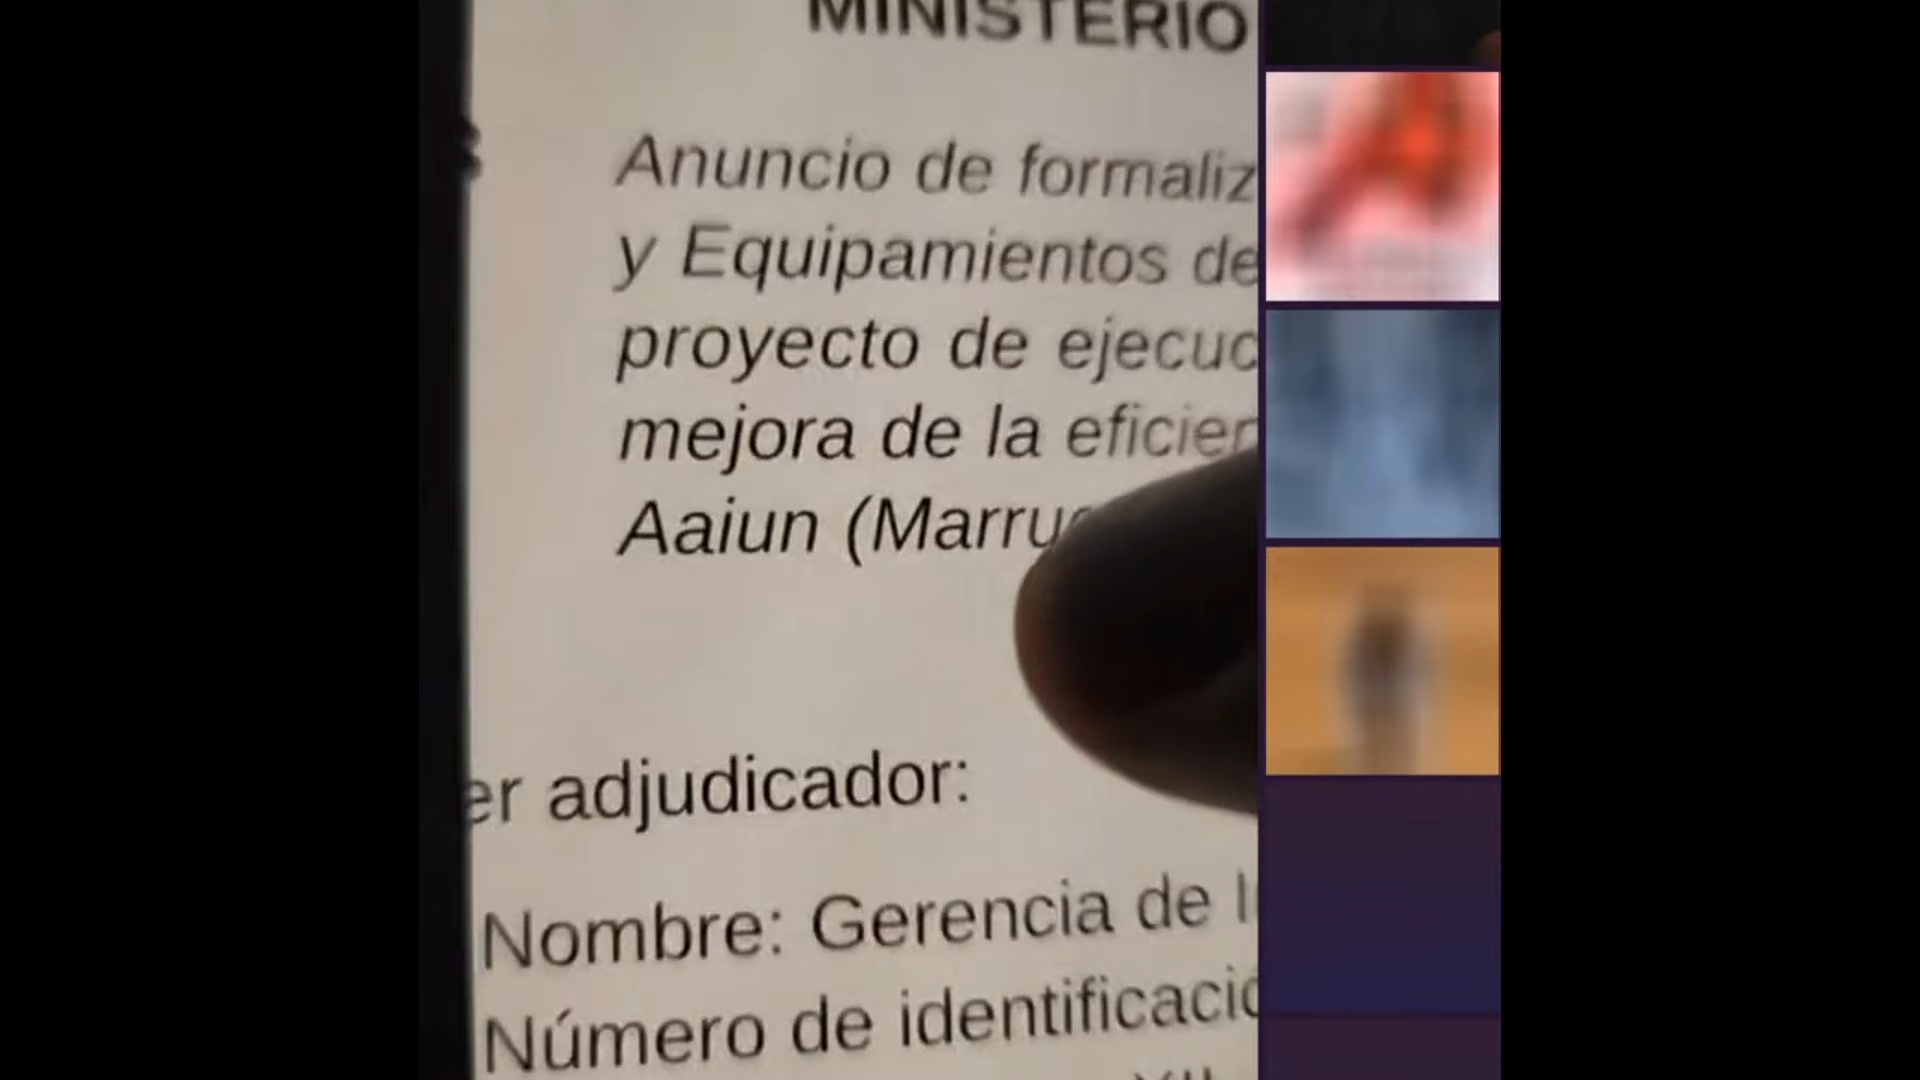 MINISTERIO
Anuncio de formaliz
y Equipamientos de
proyecto de ejecuc
mejora de la eficien
Aaiun (Marru
er adjudicador:
Nombre: Gerencia de I
Número de identificació